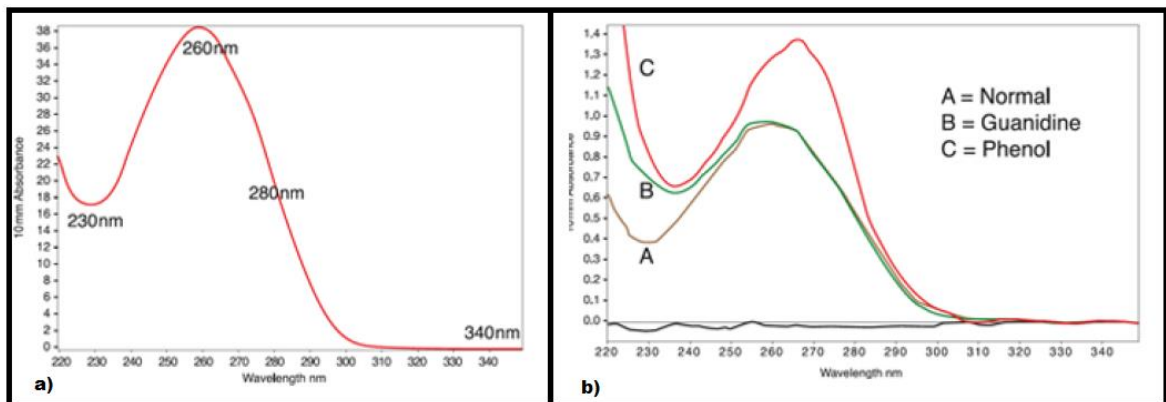 38
36
34
32
30
28
26
24
22
20
18
16
14
12
10
8
6
4
2
0
10mm Absorbance
260nm
280nm
230nm
340nm
220 230 240 250 260 270 280 290 300 310 320 330 340
Wavelength nm
a)
1,4
1,3
1,2
1,1
1,0
0,9
0,8
0,7
0,6
0,5
0,4
0,3
0,2
0,1
0,0
10mm Absorbance
C
B
A
A = Normal
B = Guanidine
C = Phenol
220 230 240 250 260 270 280 290 300 310 320 330 340
Wavelength nm
b)